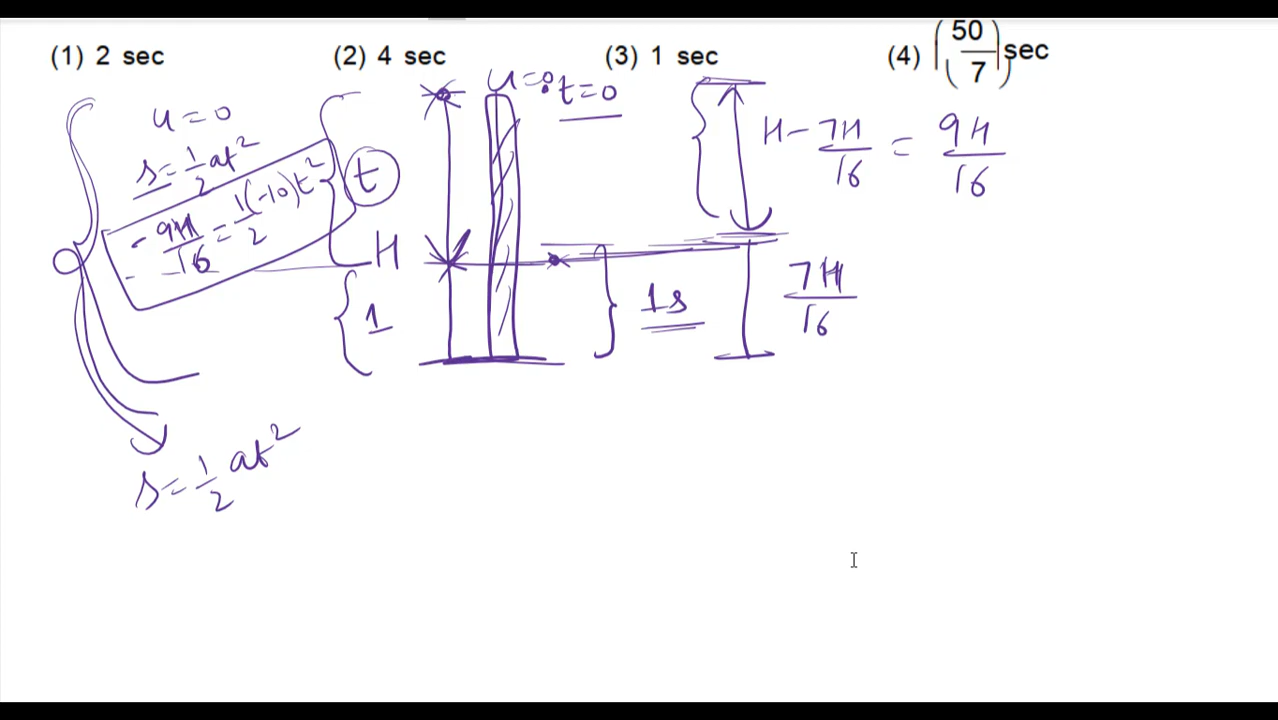 (1) 2 sec (2) 4 sec (3) 1 sec (4) (50/7) sec
u = 0
s = 1/2 at²
- 9H/16 = 1/2 (-10)t²
t
H
1
u = 0 t = 0
1s
H - 7H/16 = 9H/16
7H/16
s = 1/2 at²